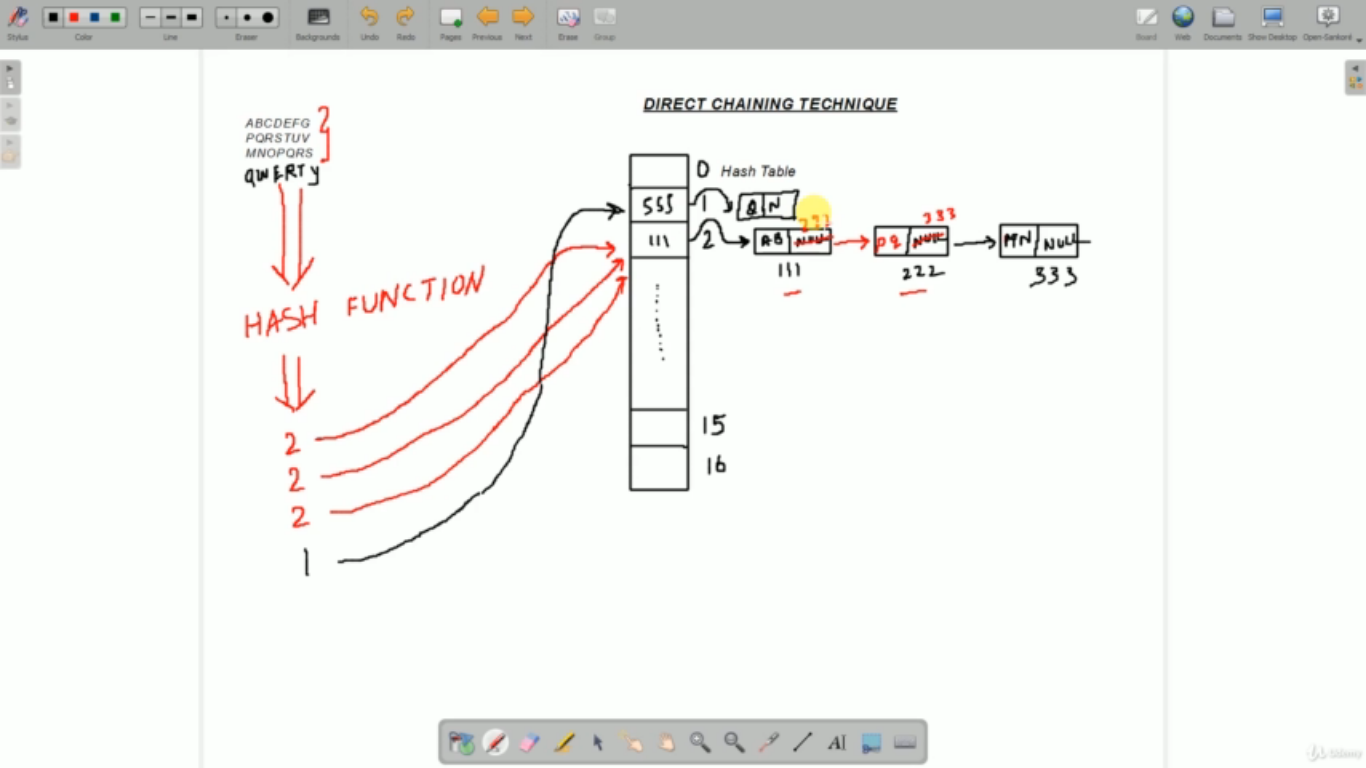 Stylus Color Line Eraser Backgrounds Undo Redo Pages Previous Next Erase Group Board Web Documents Show Desktop Open-Sankoré
DIRECT CHAINING TECHNIQUE
ABCDEFG
PQRSTUV
MNOPQRS
QWERTY
0 Hash Table
555 1 Q N
222 333
111 2 AB NULL PQ NULL MN NULL
111 222 333
HASH FUNCTION
15
2
16
2
2
1
AI
Udemy